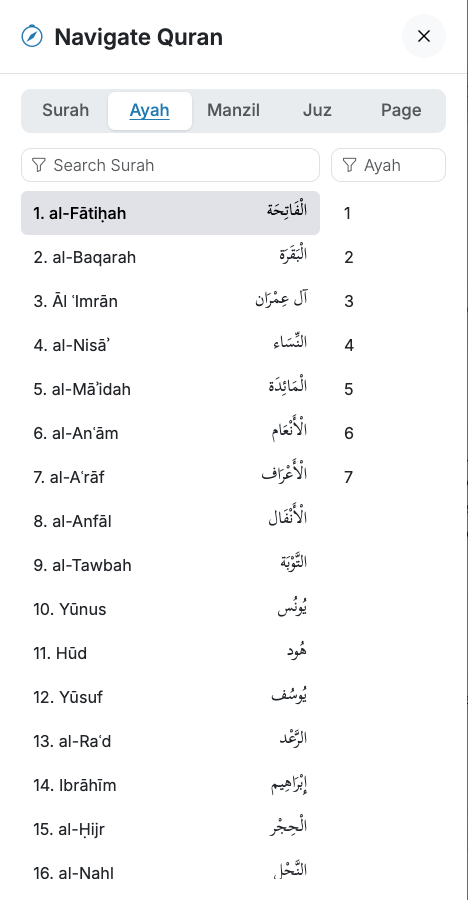 Navigate Quran
Surah Ayah Manzil Juz Page
Search Surah Ayah
1. al-Fātiḥah الْفَاتِحَة 1
2. al-Baqarah الْبَقَرَة 2
3. Āl ʿImrān آل عِمْرَان 3
4. al-Nisāʾ النِّسَاء 4
5. al-Māʾidah الْمَائِدَة 5
6. al-Anʿām الْأَنْعَام 6
7. al-Aʿrāf الْأَعْرَاف 7
8. al-Anfāl الْأَنْفَال
9. al-Tawbah التَّوْبَة
10. Yūnus يُونُس
11. Hūd هُود
12. Yūsuf يُوسُف
13. al-Raʿd الرَّعْد
14. Ibrāhīm إِبْرَاهِيم
15. al-Ḥijr الْحِجْر
16. al-Nahl النَّحْل